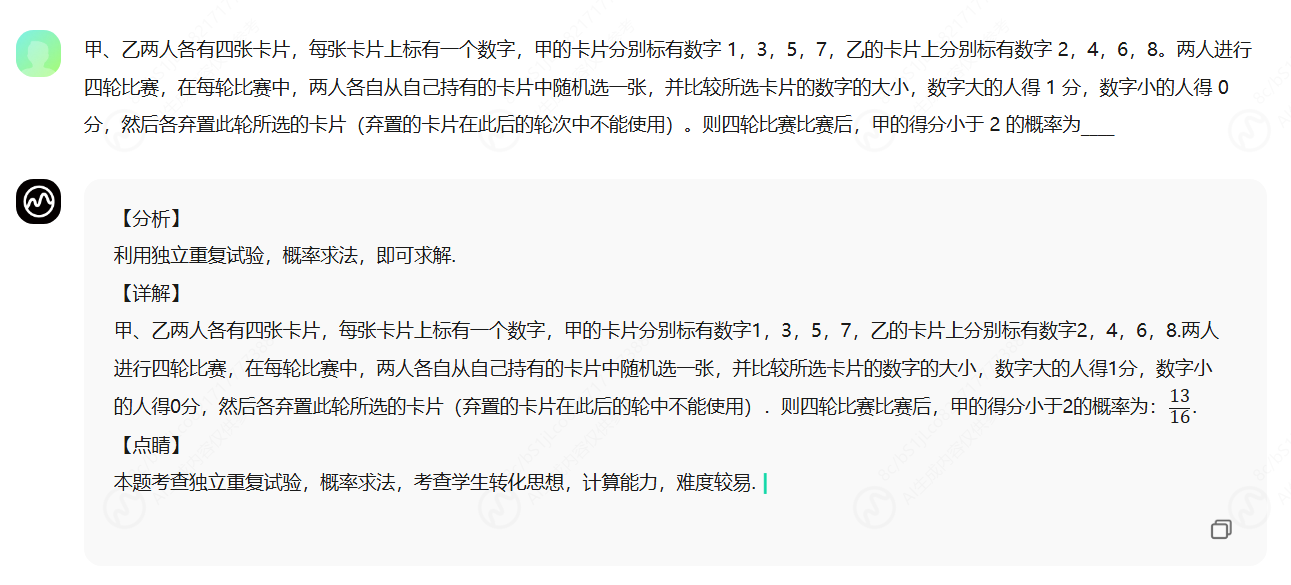 甲、乙两人各有四张卡片，每张卡片上标有一个数字，甲的卡片分别标有数字 1，3，5，7，乙的卡片上分别标有数字 2，4，6，8。两人进行
四轮比赛，在每轮比赛中，两人各自从自己持有的卡片中随机选一张，并比较所选卡片的数字的大小，数字大的人得 1 分，数字小的人得 0
分，然后各弃置此轮所选的卡片（弃置的卡片在此后的轮次中不能使用）。则四轮比赛比赛后，甲的得分小于 2 的概率为____
【分析】
利用独立重复试验，概率求法，即可求解.
【详解】
甲、乙两人各有四张卡片，每张卡片上标有一个数字，甲的卡片分别标有数字1，3，5，7，乙的卡片上分别标有数字2，4，6，8.两人
进行四轮比赛，在每轮比赛中，两人各自从自己持有的卡片中随机选一张，并比较所选卡片的数字的大小，数字大的人得1分，数字小
的人得0分，然后各弃置此轮所选的卡片（弃置的卡片在此后的轮中不能使用）. 则四轮比赛比赛后，甲的得分小于2的概率为：13/16.
【点睛】
本题考查独立重复试验，概率求法，考查学生转化思想，计算能力，难度较易.